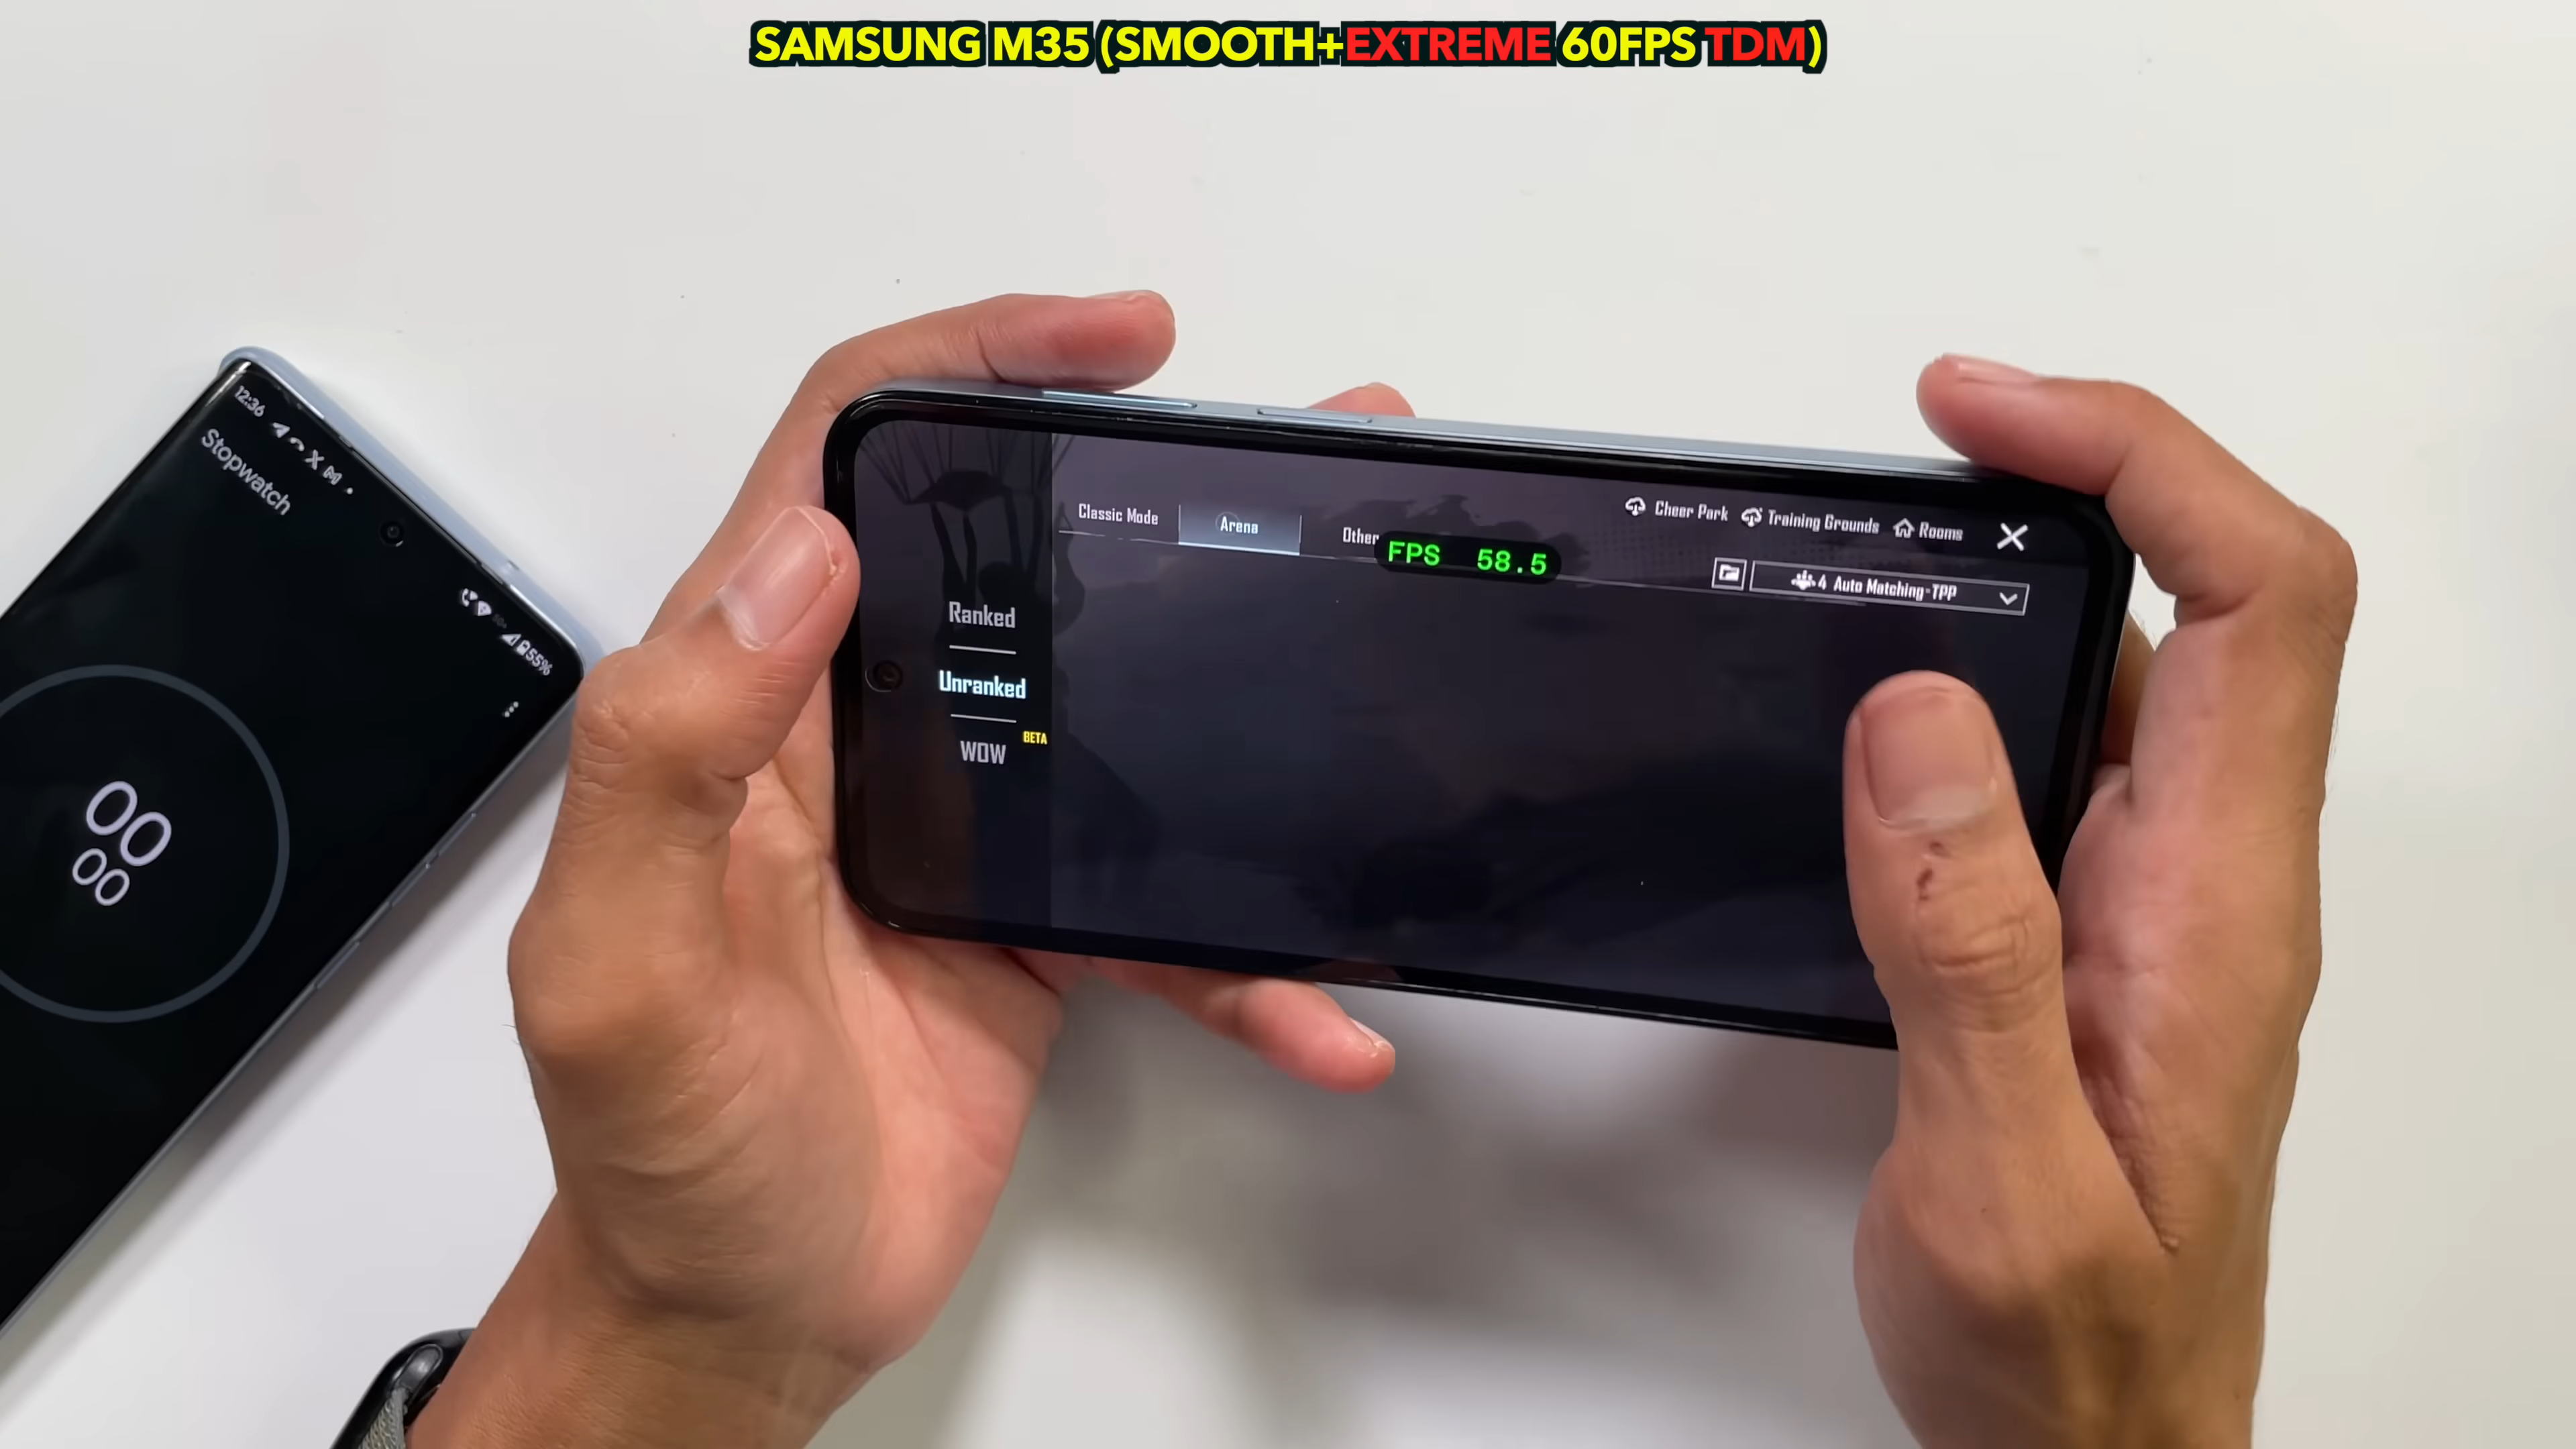 SAMSUNG M35 (SMOOTH+EXTREME 60FPS TDM)
12:36
Stopwatch
55%
00
00
Classic Mode
Arena
Other
FPS 58.5
Cheer Park
Training Grounds
Rooms
4 Auto Matching-TPP
Ranked
Unranked
BETA
WOW